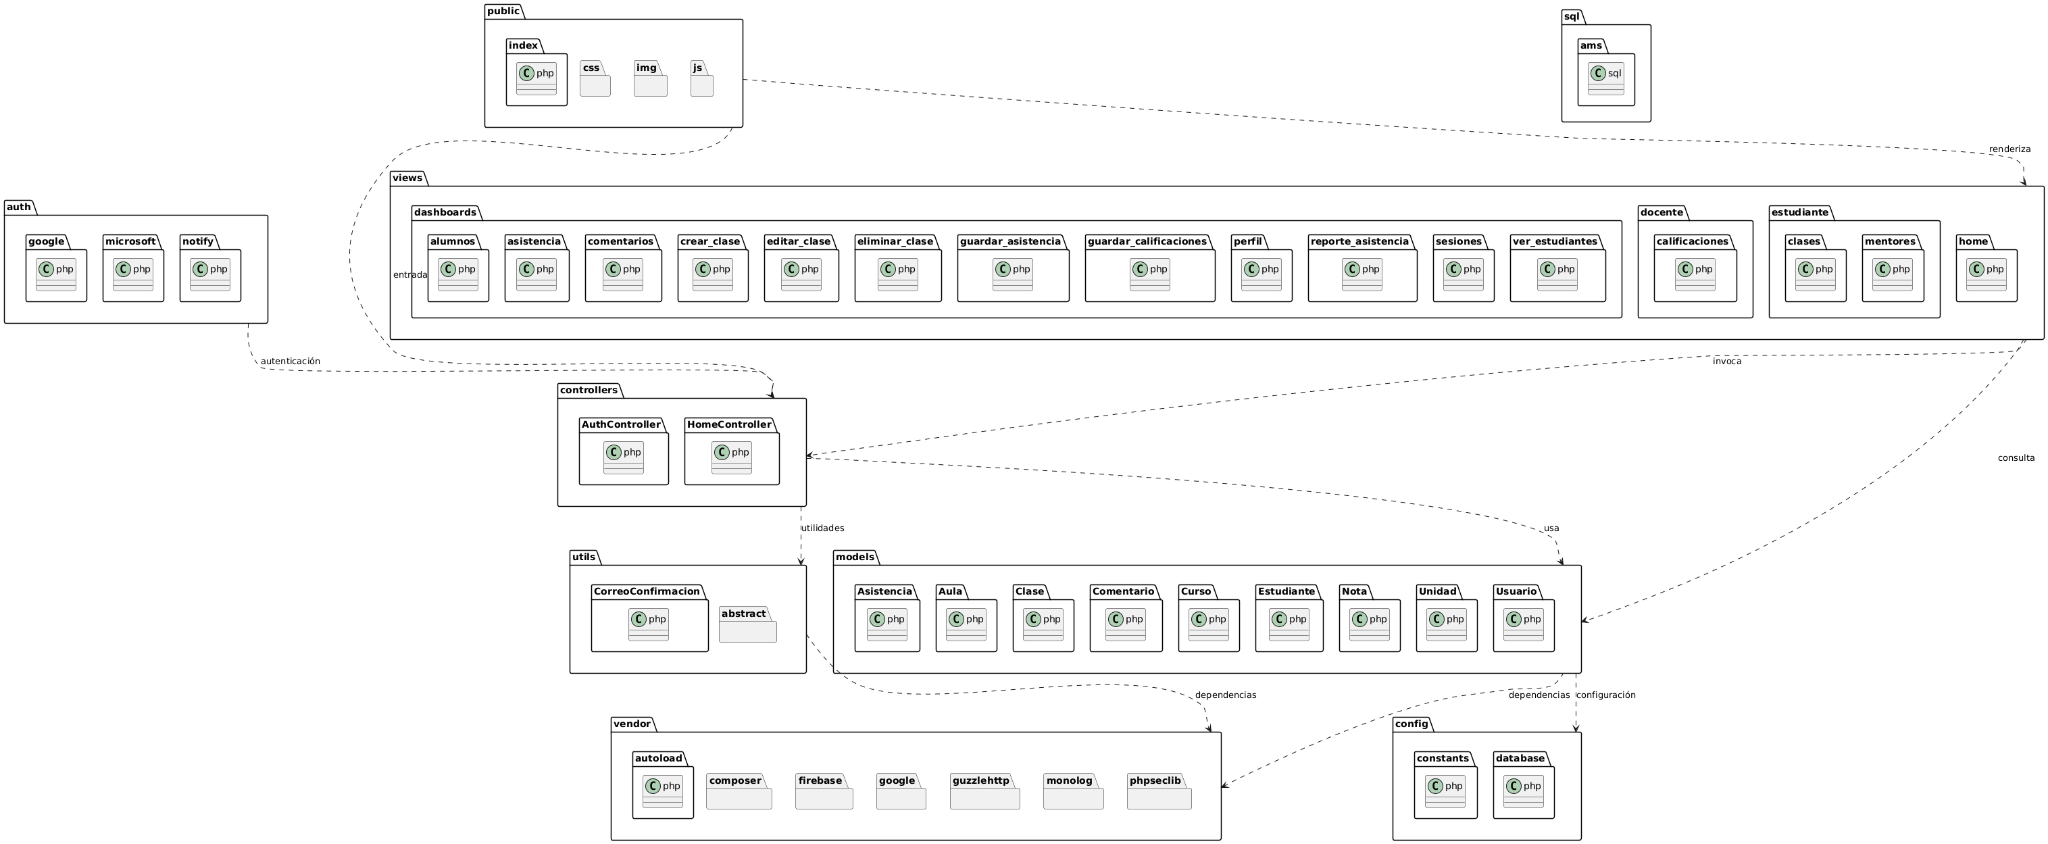 public
index
C php
css
img
js
sql
ams
C sql
renderiza
views
auth
google
C php
microsoft
C php
notify
C php
entrada
dashboards
alumnos
C php
asistencia
C php
comentarios
C php
crear_clase
C php
editar_clase
C php
eliminar_clase
C php
guardar_asistencia
C php
guardar_calificaciones
C php
perfil
C php
reporte_asistencia
C php
sesiones
C php
ver_estudiantes
C php
docente
calificaciones
C php
estudiante
clases
C php
mentores
C php
home
C php
autenticación
invoca
controllers
AuthController
C php
HomeController
C php
consulta
utilidades
usa
utils
CorreoConfirmacion
C php
abstract
models
Asistencia
C php
Aula
C php
Clase
C php
Comentario
C php
Curso
C php
Estudiante
C php
Nota
C php
Unidad
C php
Usuario
C php
dependencias
dependencias
configuración
vendor
autoload
C php
composer
firebase
google
guzzlehttp
monolog
phpseclib
config
constants
C php
database
C php